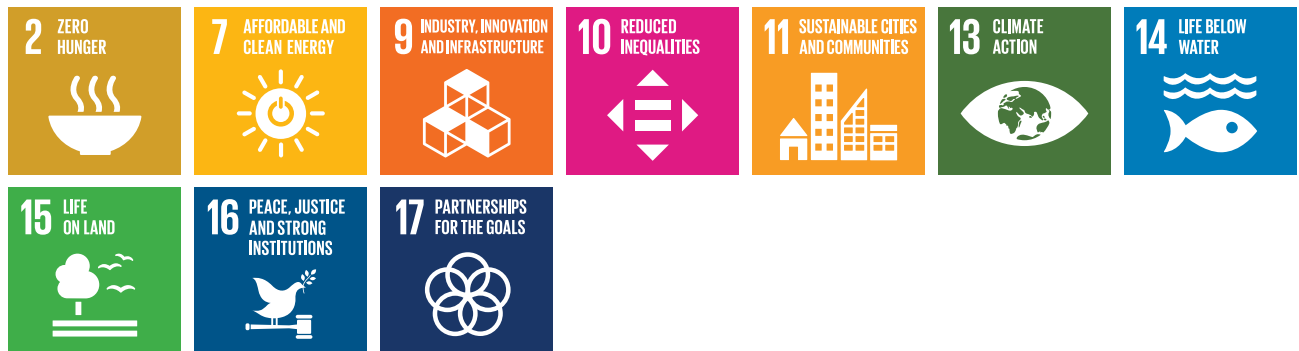 2 ZERO
HUNGER
7 AFFORDABLE AND
CLEAN ENERGY
9 INDUSTRY, INNOVATION
AND INFRASTRUCTURE
10 REDUCED
INEQUALITIES
11 SUSTAINABLE CITIES
AND COMMUNITIES
13 CLIMATE
ACTION
14 LIFE BELOW
WATER
15 LIFE
ON LAND
16 PEACE, JUSTICE
AND STRONG
INSTITUTIONS
17 PARTNERSHIPS
FOR THE GOALS